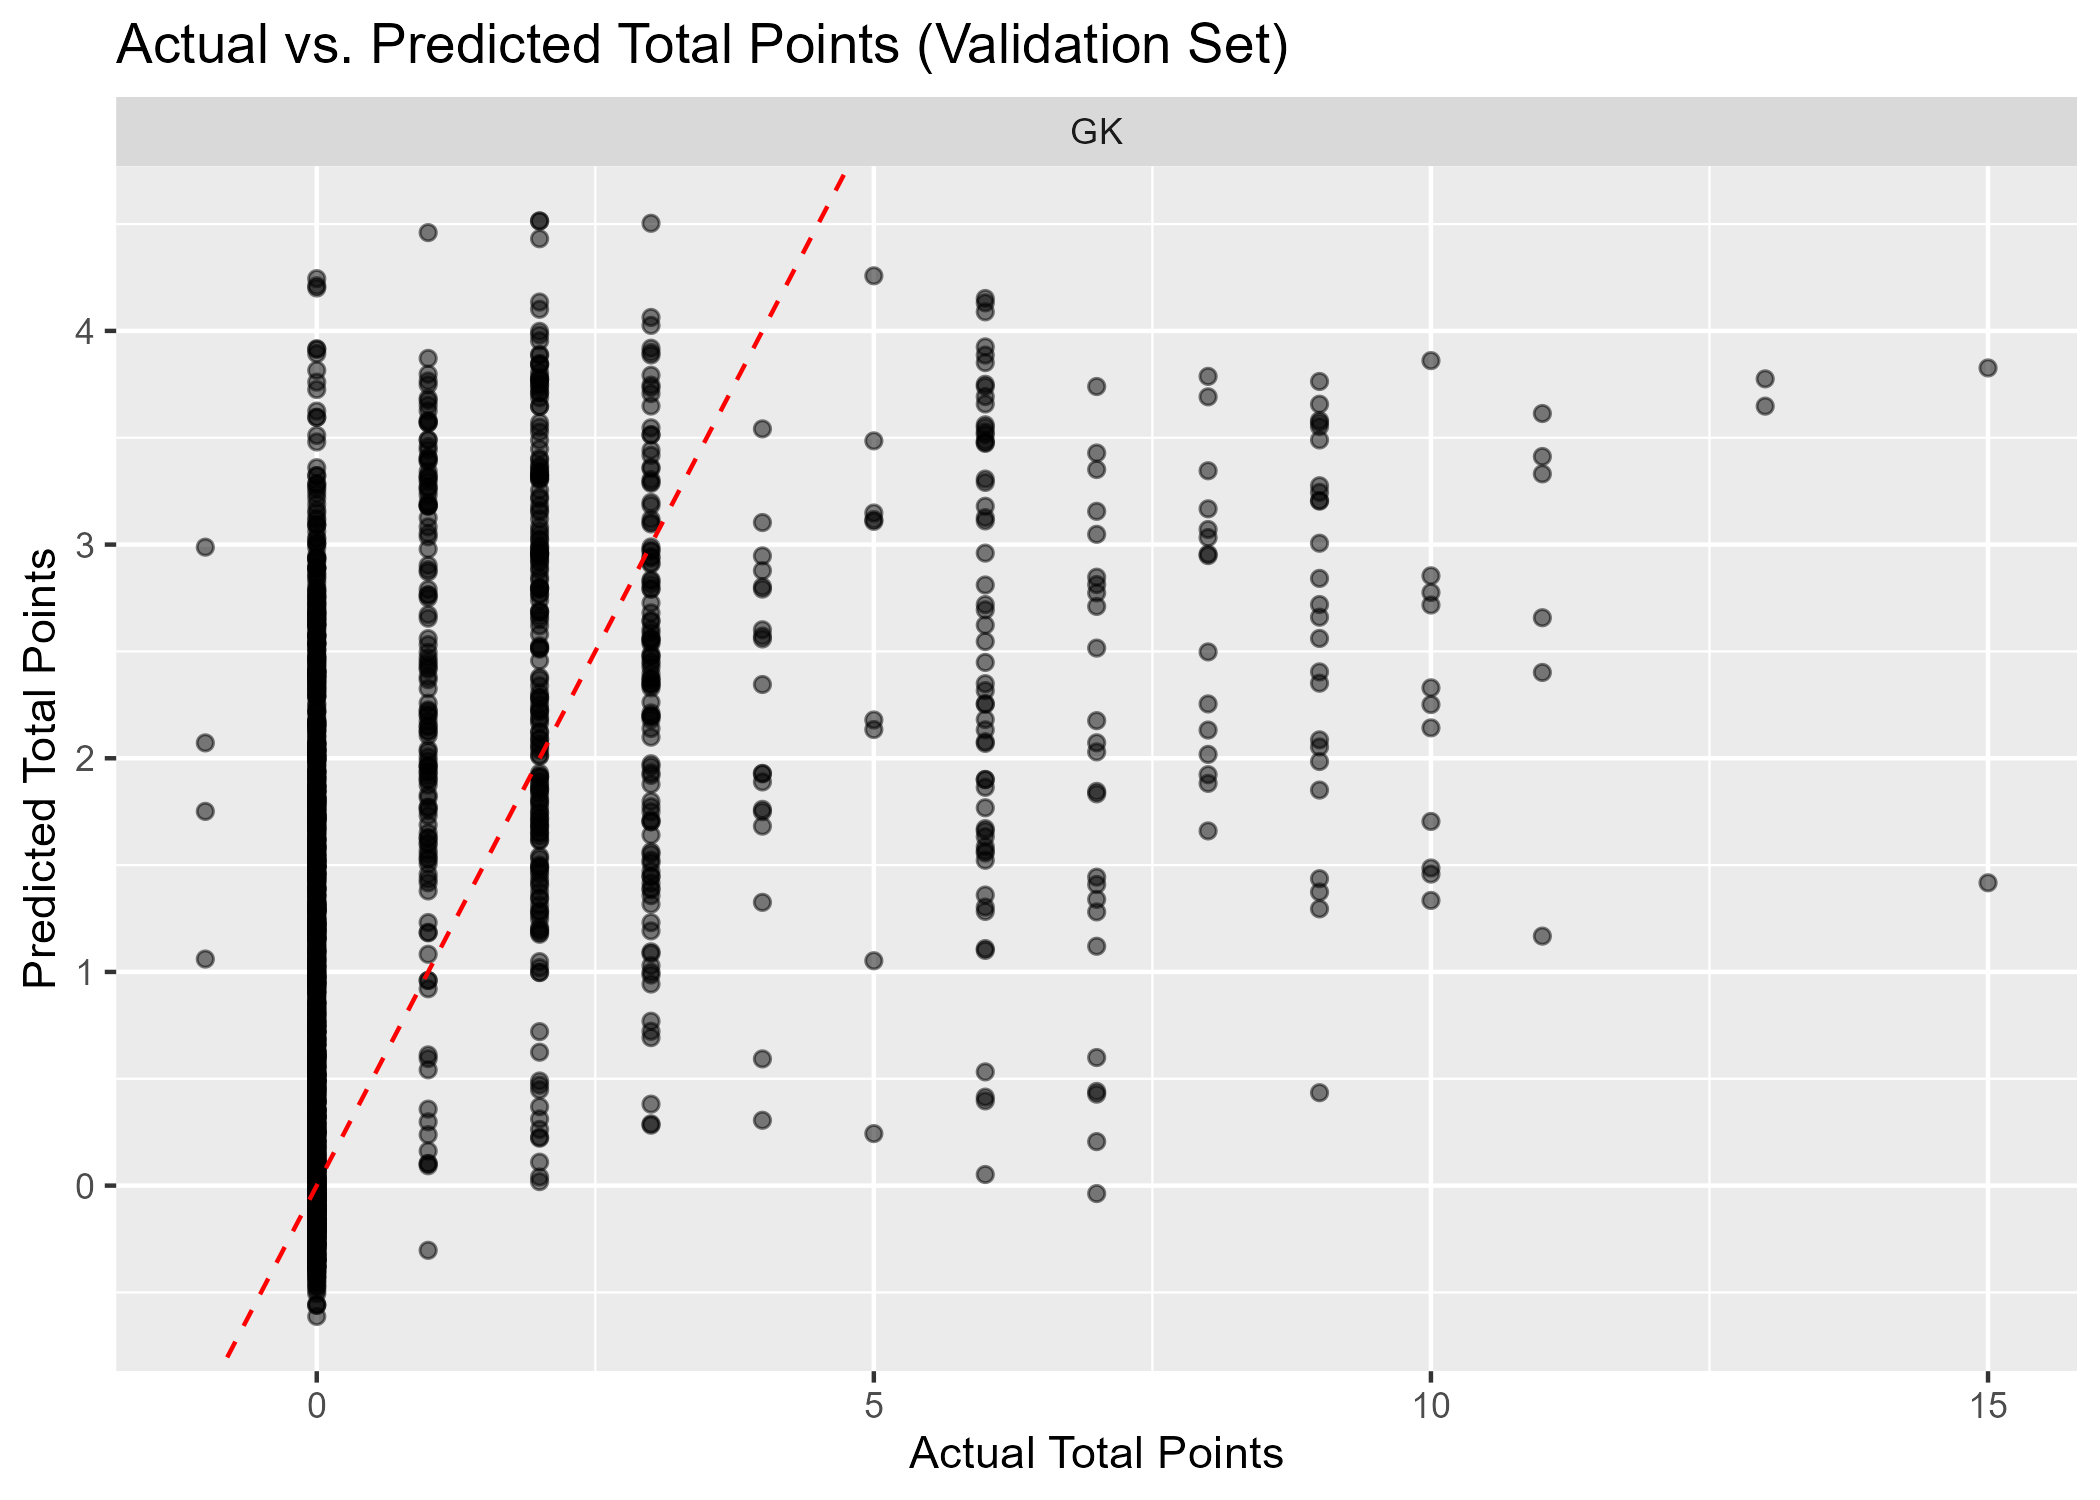 Actual vs. Predicted Total Points (Validation Set)
GK
Predicted Total Points
4
3
2
1
0
0 5 10 15
Actual Total Points